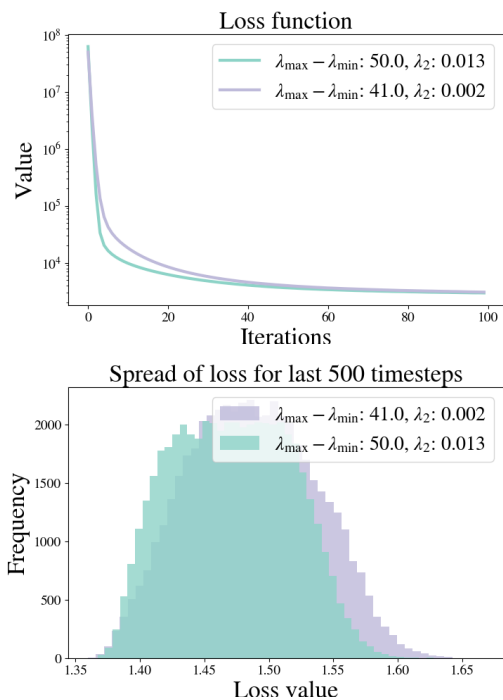 Loss function
λmax − λmin: 50.0, λ2: 0.013
λmax − λmin: 41.0, λ2: 0.002
Value
10^8
10^7
10^6
10^5
10^4
0 20 40 60 80 100
Iterations
Spread of loss for last 500 timesteps
λmax − λmin: 41.0, λ2: 0.002
λmax − λmin: 50.0, λ2: 0.013
Frequency
2000
1500
1000
500
0
1.35 1.40 1.45 1.50 1.55 1.60 1.65
Loss value